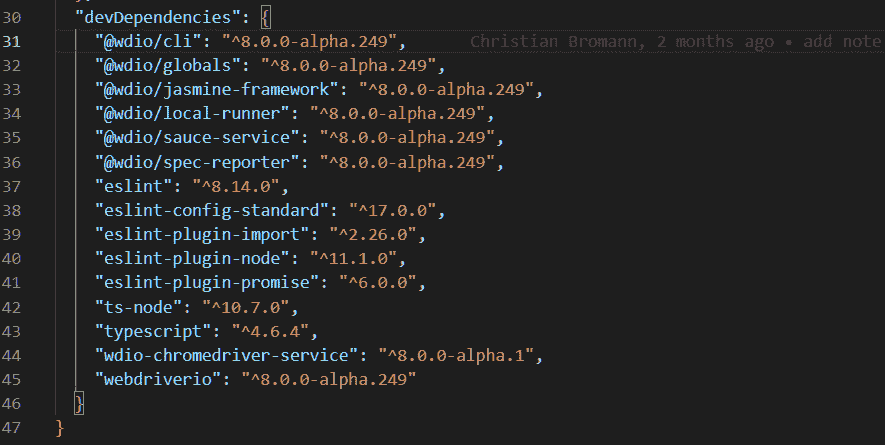 30 "devDependencies": {
31 "@wdio/cli": "^8.0.0-alpha.249", Christian Bromann, 2 months ago • add note
32 "@wdio/globals": "^8.0.0-alpha.249",
33 "@wdio/jasmine-framework": "^8.0.0-alpha.249",
34 "@wdio/local-runner": "^8.0.0-alpha.249",
35 "@wdio/sauce-service": "^8.0.0-alpha.249",
36 "@wdio/spec-reporter": "^8.0.0-alpha.249",
37 "eslint": "^8.14.0",
38 "eslint-config-standard": "^17.0.0",
39 "eslint-plugin-import": "^2.26.0",
40 "eslint-plugin-node": "^11.1.0",
41 "eslint-plugin-promise": "^6.0.0",
42 "ts-node": "^10.7.0",
43 "typescript": "^4.6.4",
44 "wdio-chromedriver-service": "^8.0.0-alpha.1",
45 "webdriverio": "^8.0.0-alpha.249"
46 }
47 }